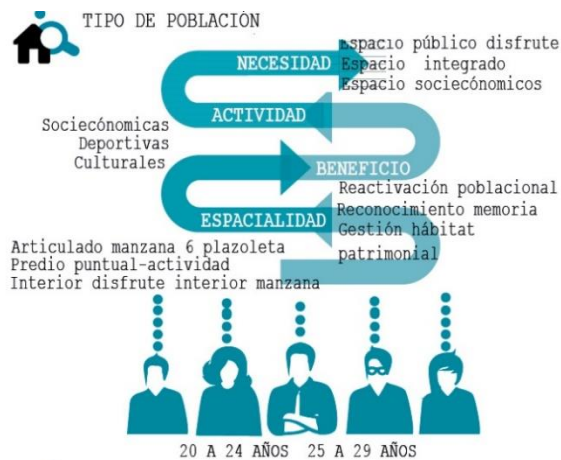 TIPO DE POBLACIÓN
Espacio público disfrute
NECESIDAD
Espacio integrado
Espacio sociecónomicos
ACTIVIDAD
Socieconómicas
Deportivas
Culturales
BENEFICIO
Reactivación poblacional
Reconocimiento memoria
Gestión hábitat
patrimonial
ESPACIALIDAD
Articulado manzana 6 plazoleta
Predio puntual-actividad
Interior disfrute interior manzana
20 A 24 AÑOS 25 A 29 AÑOS